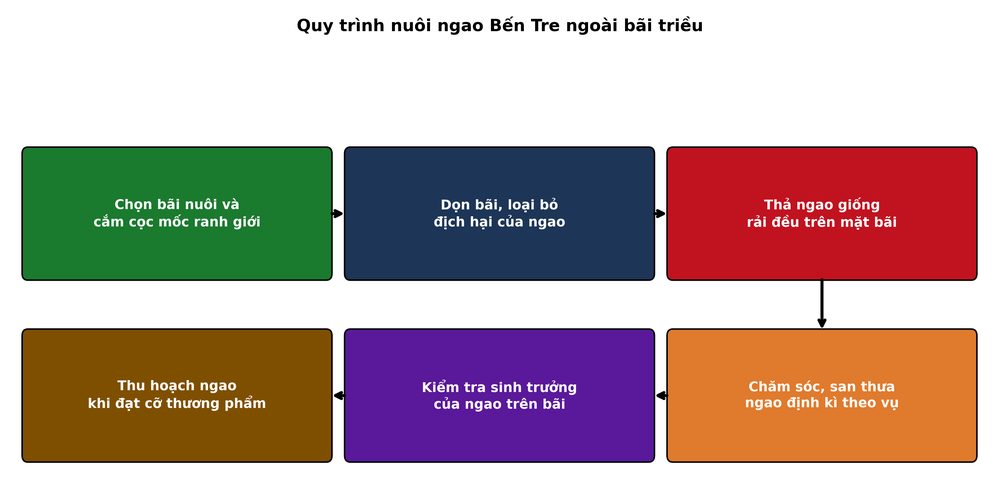 Quy trình nuôi ngao Bến Tre ngoài bãi triều
Chọn bãi nuôi và
cắm cọc mốc ranh giới
Dọn bãi, loại bỏ
địch hại của ngao
Thả ngao giống
rải đều trên mặt bãi
Chăm sóc, san thưa
ngao định kì theo vụ
Kiểm tra sinh trưởng
của ngao trên bãi
Thu hoạch ngao
khi đạt cỡ thương phẩm